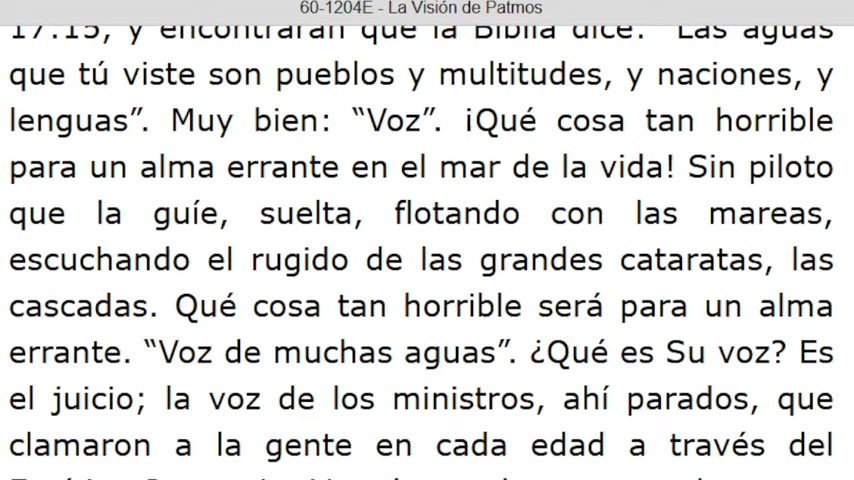 60-1204E - La Visión de Patmos
17:15, y encontrarán que la Biblia dice: “Las aguas
que tú viste son pueblos y multitudes, y naciones, y
lenguas”. Muy bien: “Voz”. ¡Qué cosa tan horrible
para un alma errante en el mar de la vida! Sin piloto
que la guíe, suelta, flotando con las mareas,
escuchando el rugido de las grandes cataratas, las
cascadas. Qué cosa tan horrible será para un alma
errante. “Voz de muchas aguas”. ¿Qué es Su voz? Es
el juicio; la voz de los ministros, ahí parados, que
clamaron a la gente en cada edad a través del